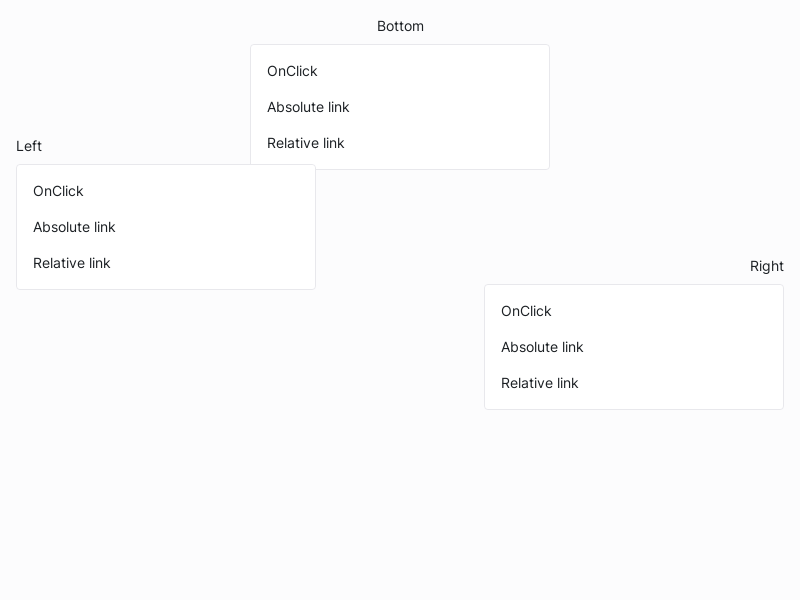 Bottom
OnClick
Absolute link
Relative link
Left
OnClick
Absolute link
Relative link
Right
OnClick
Absolute link
Relative link